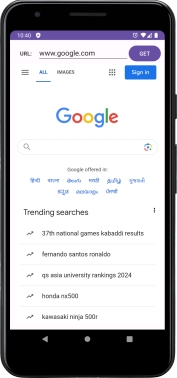 10:40
URL: www.google.com GET
ALL IMAGES Sign in
Google
Google offered in:
हिन्दी বাংলা తెలుగు मराठी தமிழ் ગુજરાતી
ಕನ್ನಡ മലയാളം ਪੰਜਾਬੀ
Trending searches
37th national games kabaddi results
fernando santos ronaldo
qs asia university rankings 2024
honda nx500
kawasaki ninja 500r